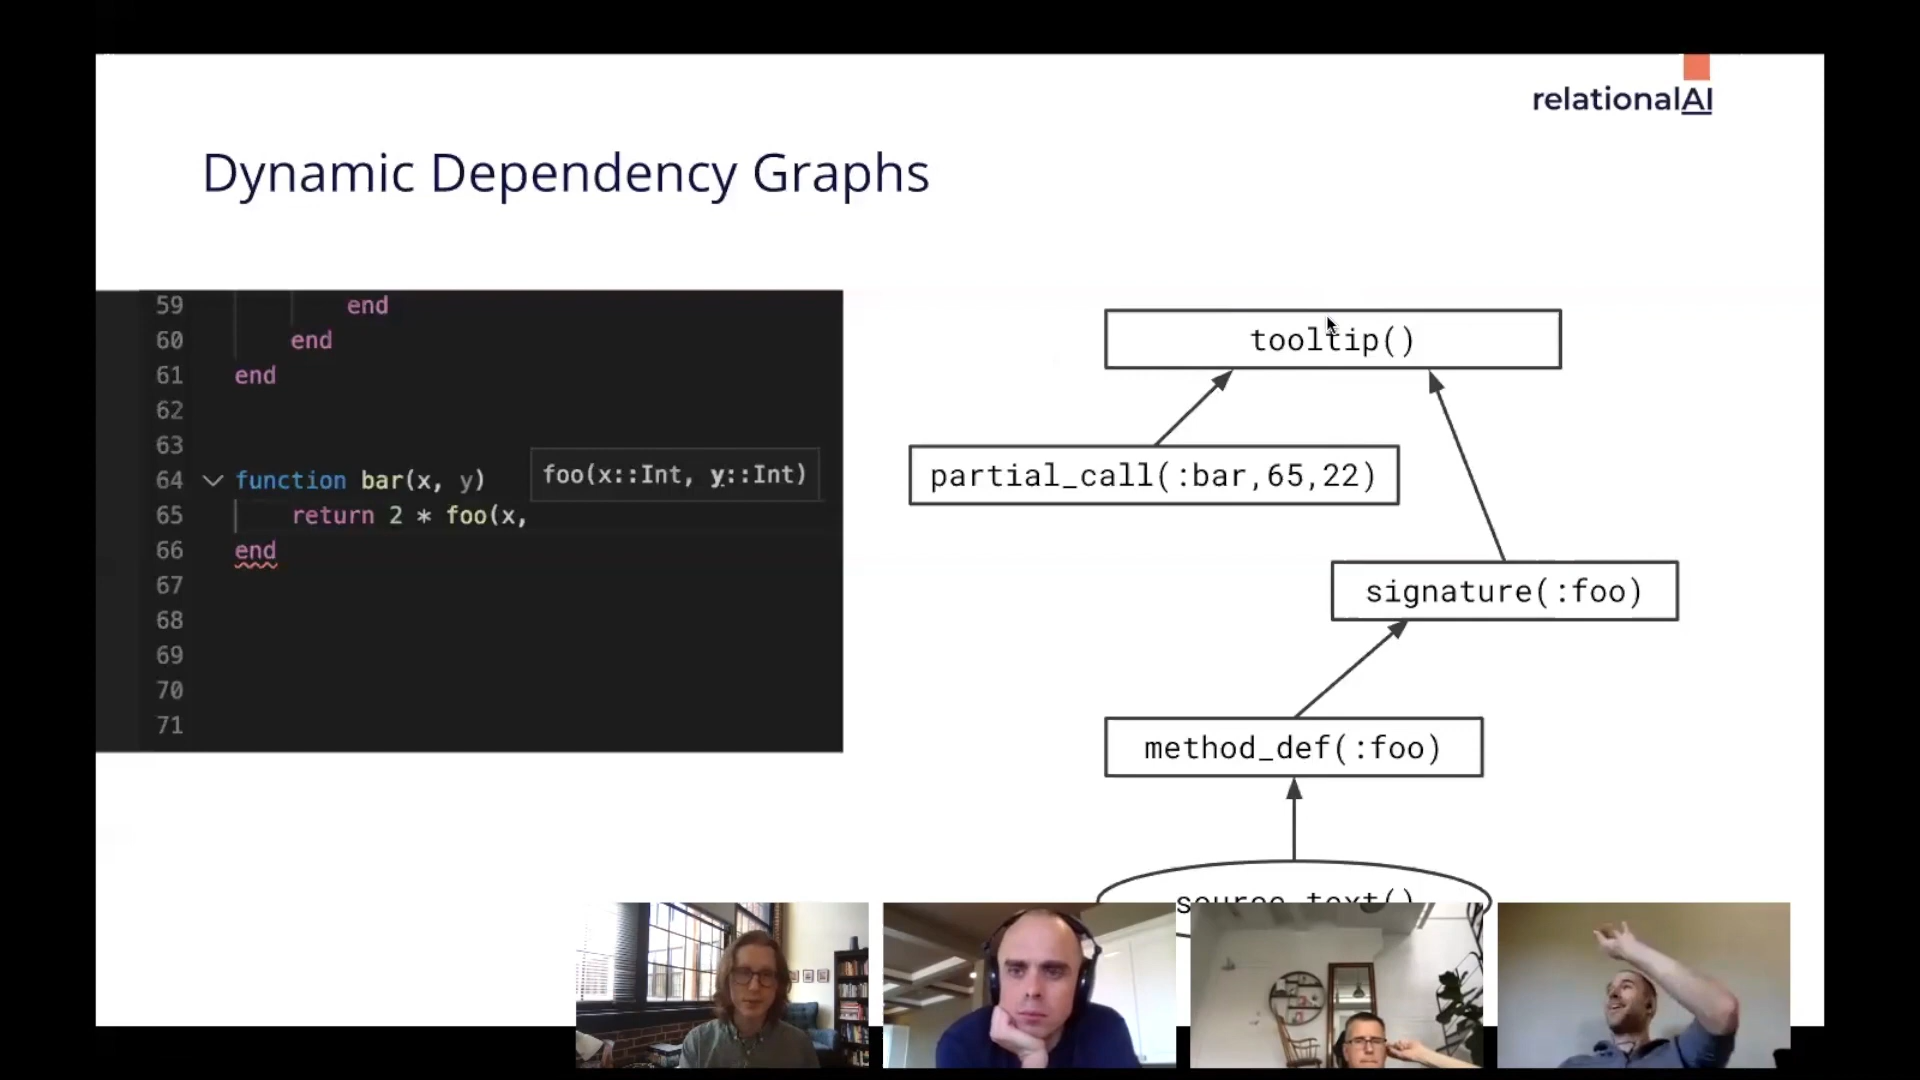 relationalAI
Dynamic Dependency Graphs
59 end
60 end
61 end
62
63
64 function bar(x, y)
foo(x::Int, y::Int)
65 return 2 * foo(x,
66 end
67
68
69
70
71
tooltip()
partial_call(:bar,65,22)
signature(:foo)
method_def(:foo)
source_text()